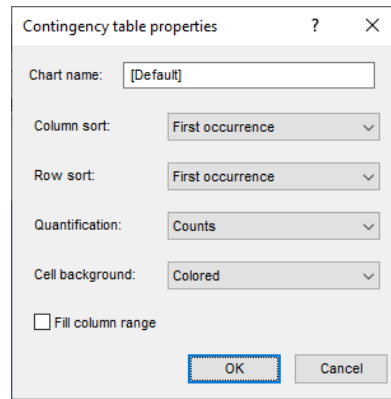 Contingency table properties ?
Chart name: [Default]
Column sort: First occurrence
Row sort: First occurrence
Quantification: Counts
Cell background: Colored
Fill column range
OK Cancel